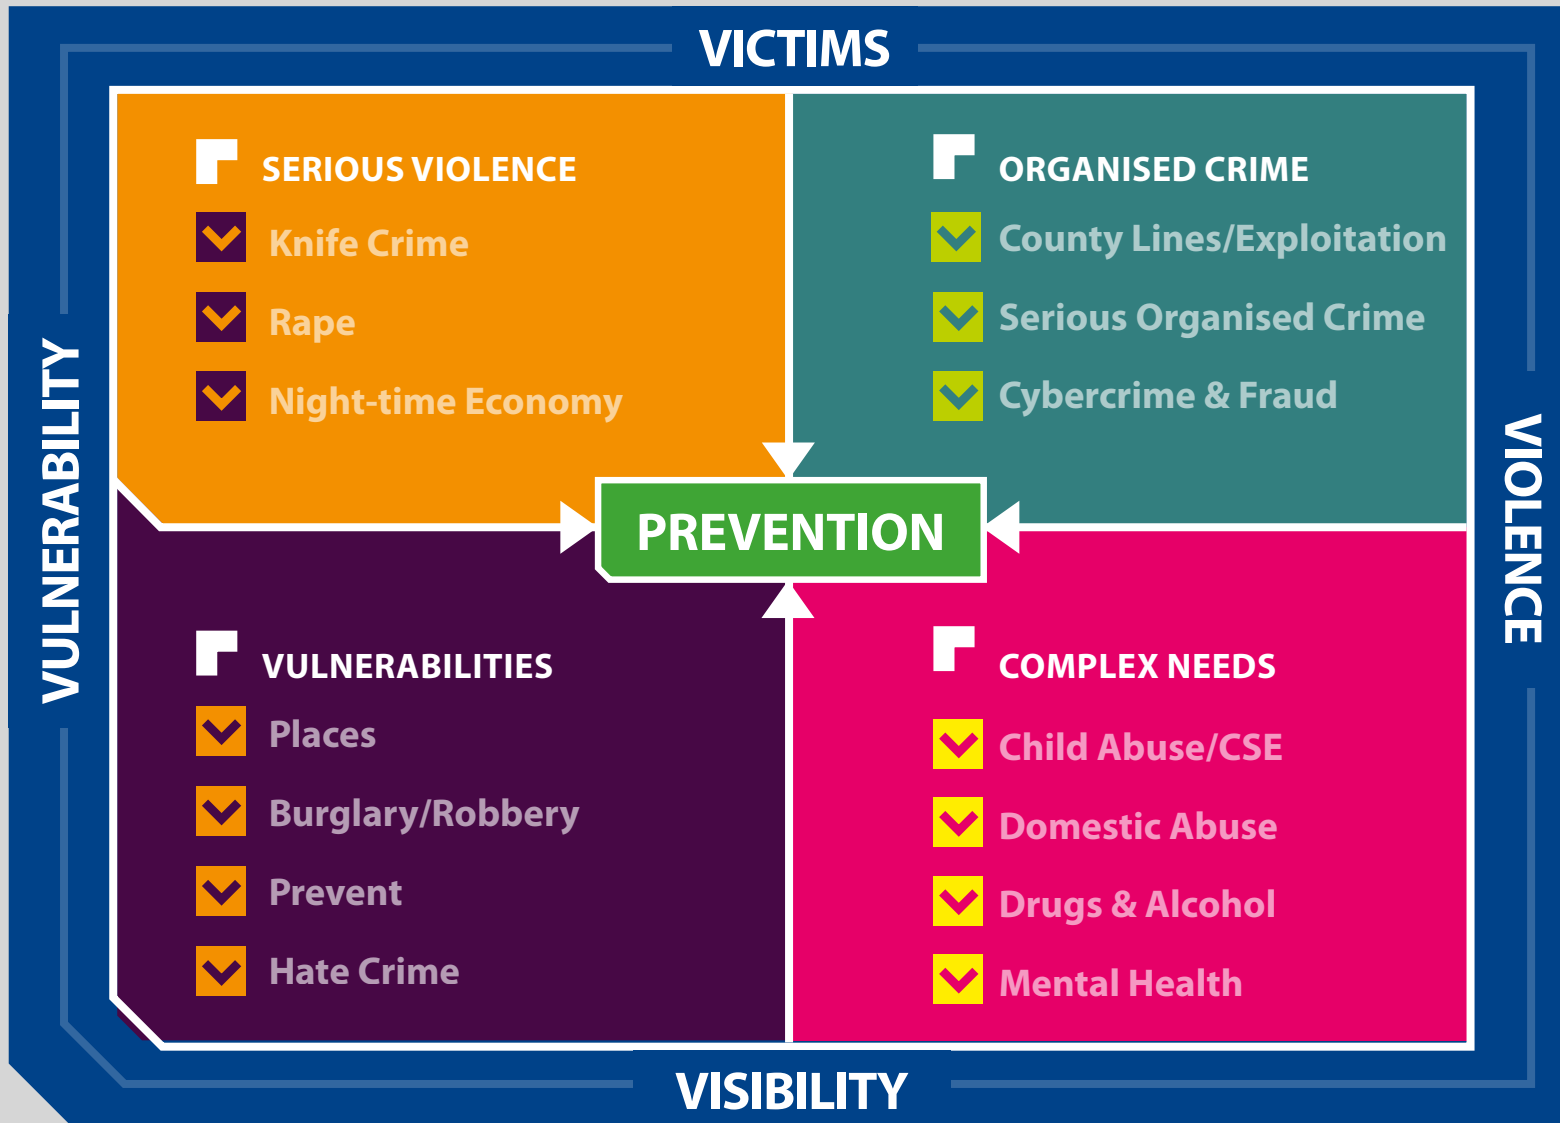 VICTIMS
SERIOUS VIOLENCE
Knife Crime
Rape
Night-time Economy
ORGANISED CRIME
County Lines/Exploitation
Serious Organised Crime
Cybercrime & Fraud
VULNERABILITY
PREVENTION
VIOLENCE
VULNERABILITIES
Places
Burglary/Robbery
Prevent
Hate Crime
COMPLEX NEEDS
Child Abuse/CSE
Domestic Abuse
Drugs & Alcohol
Mental Health
VISIBILITY